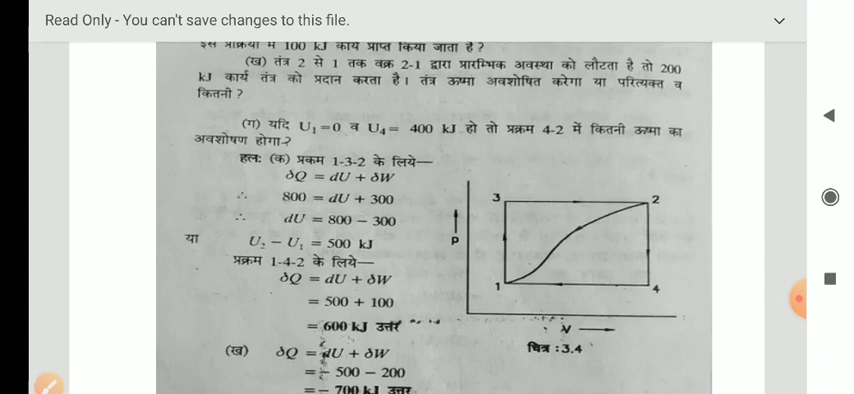 Read Only - You can't save changes to this file.
इस प्रक्रिया में 100 kJ कार्य प्राप्त किया जाता है ?
(ख) तंत्र 2 से 1 तक वक्र 2-1 द्वारा प्रारम्भिक अवस्था को लौटता है तो 200
kJ कार्य तंत्र को प्रदान करता है। तंत्र ऊष्मा अवशोषित करेगा या परित्यक्त व
कितनी ?
(ग) यदि U₁=0 व U₄= 400 kJ हो तो प्रक्रम 4-2 में कितनी ऊष्मा का
अवशोषण होगा-?
हल: (क) प्रकम 1-3-2 के लिये—
δQ = dU + δW
∴ 800 = dU + 300
∴ dU = 800 – 300
या U₂ – U₁ = 500 kJ
प्रक्रम 1-4-2 के लिये—
δQ = dU + δW
= 500 + 100
= 600 kJ उत्तर
(ख) δQ = dU + δW
= – 500 – 200
= – 700 kJ उत्तर
3
2
P
1
4
V
चित्र :3.4